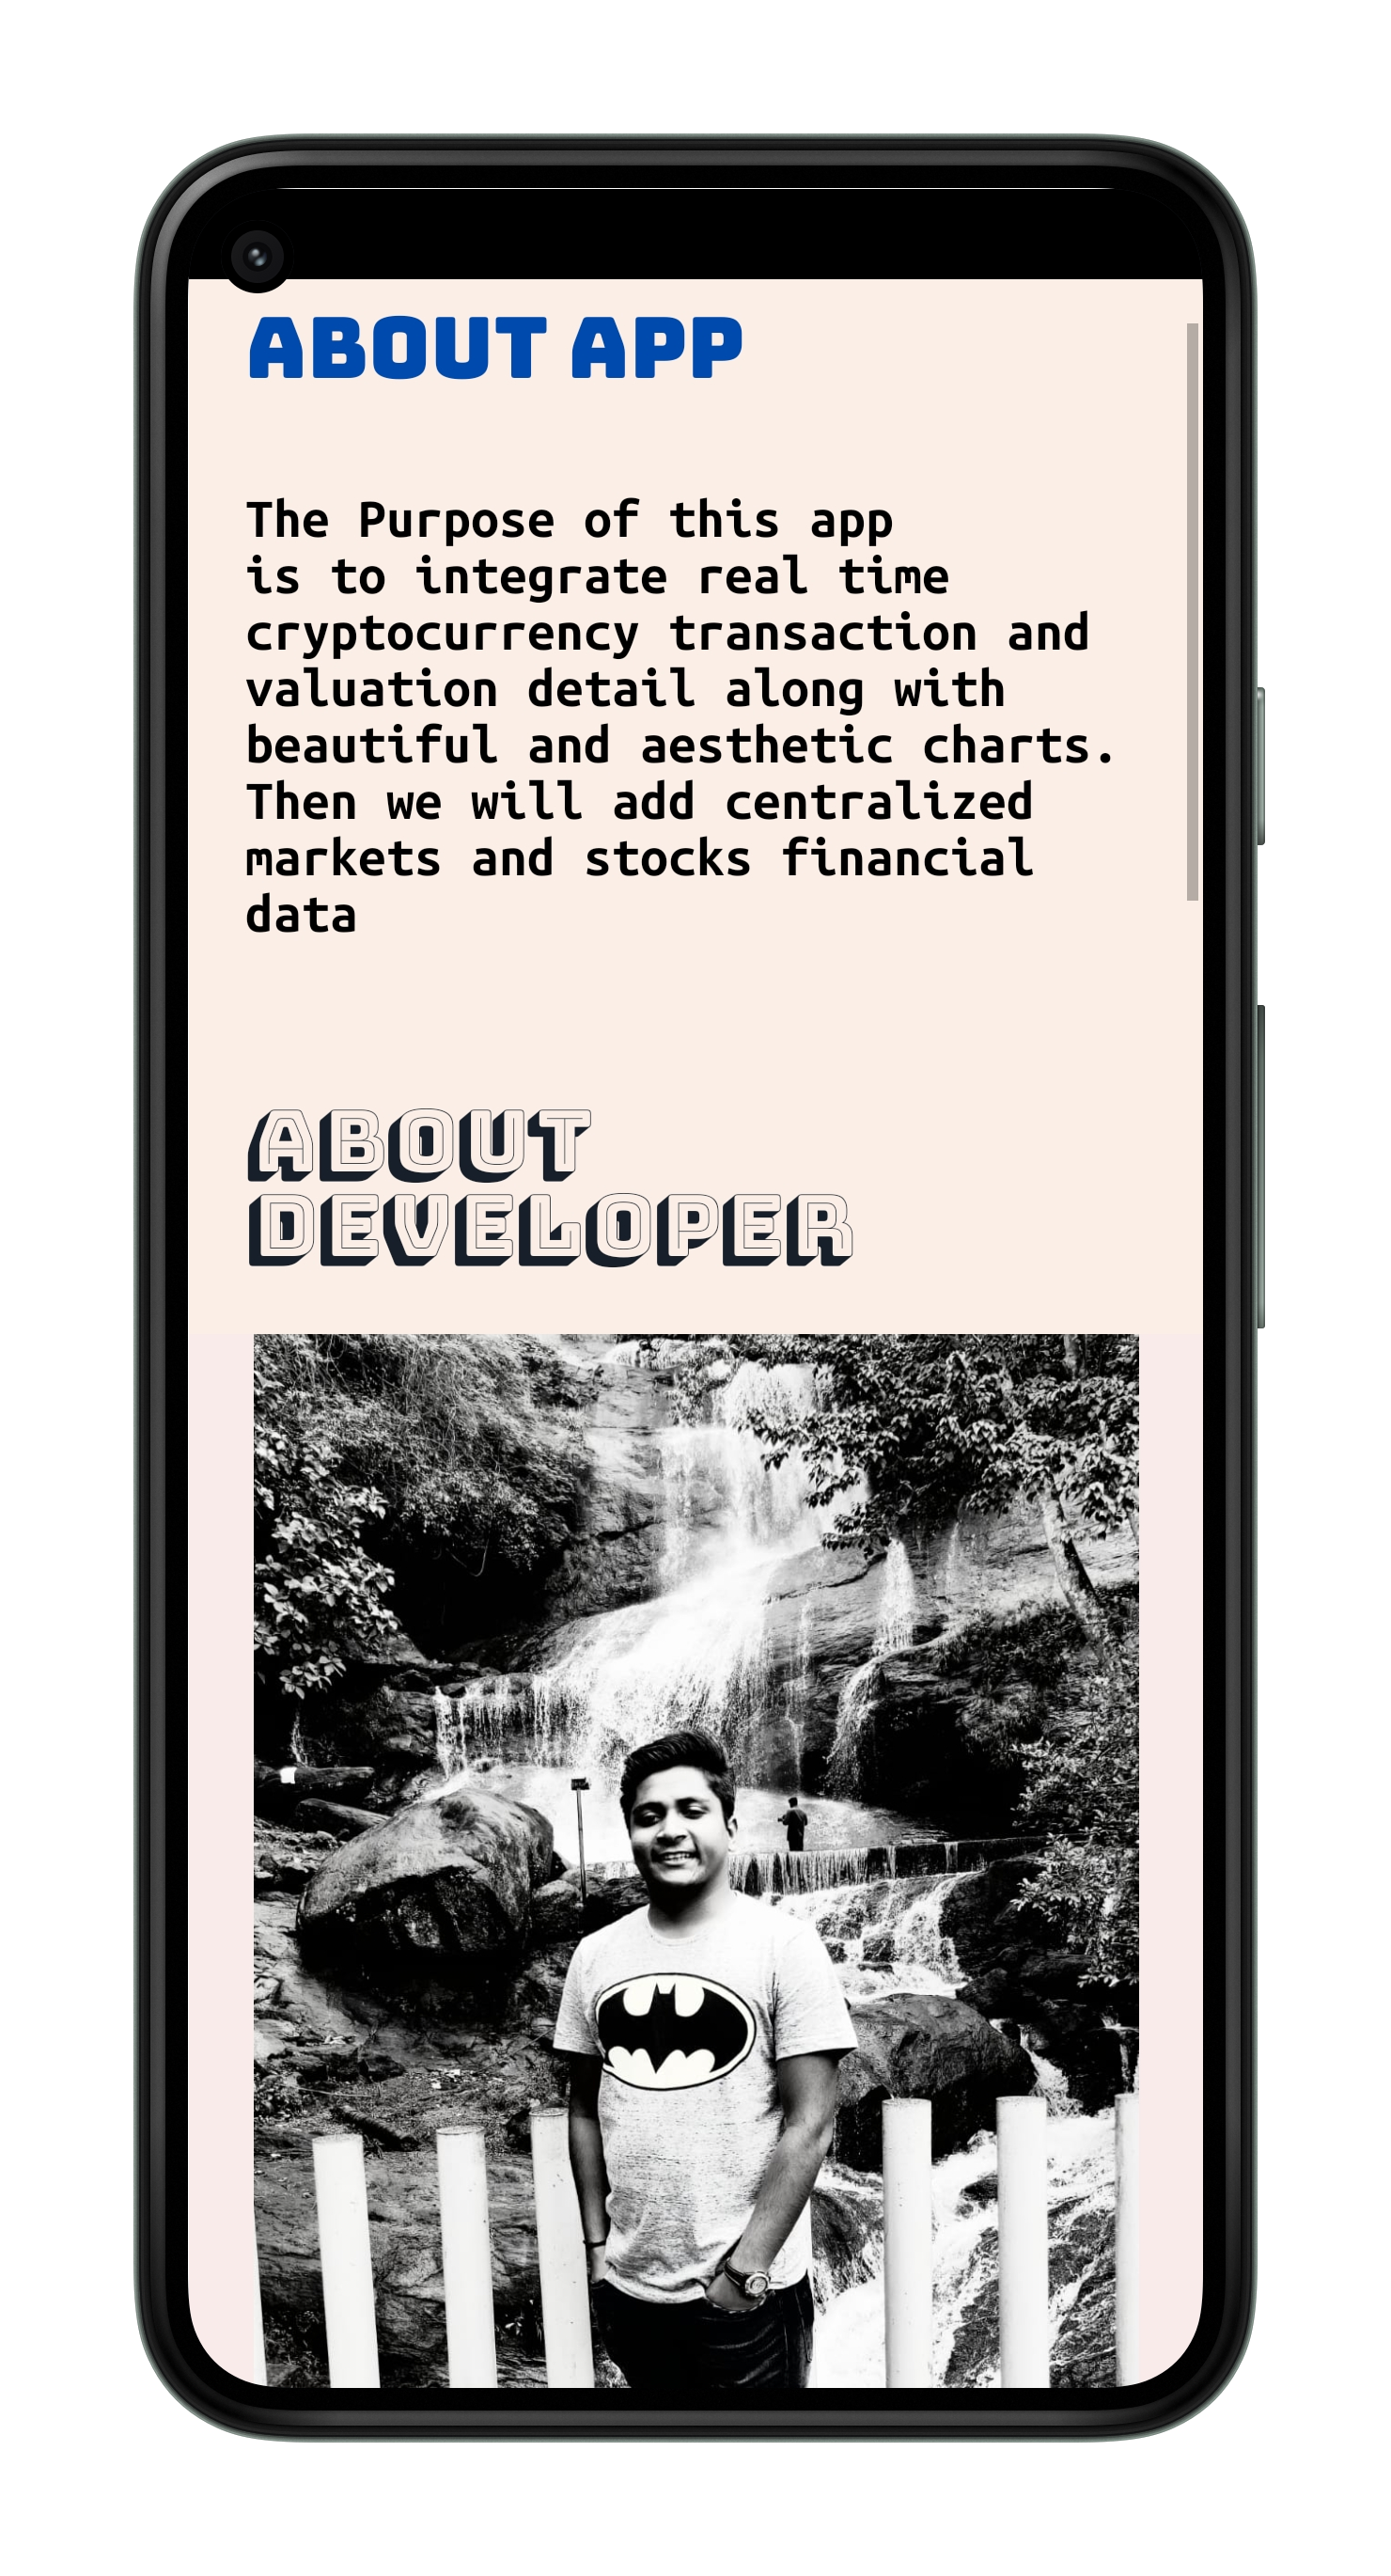 ABOUT APP
The Purpose of this app
is to integrate real time
cryptocurrency transaction and
valuation detail along with
beautiful and aesthetic charts.
Then we will add centralized
markets and stocks financial
data
ABOUT
DEVELOPER